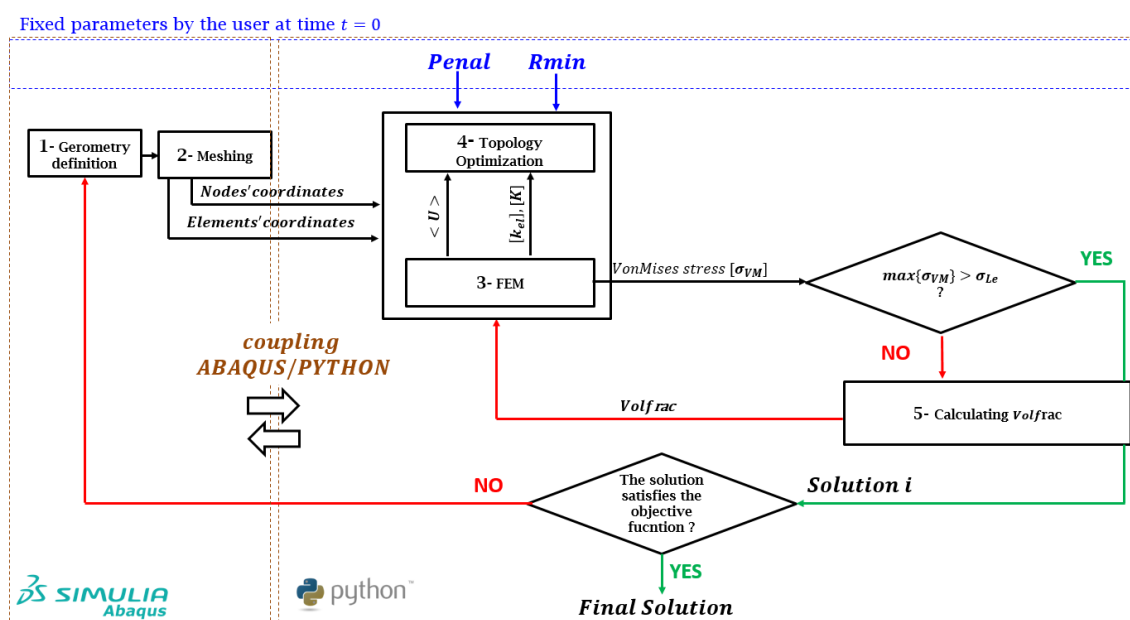 Fixed parameters by the user at time t = 0
Penal
Rmin
1- Gerometry
definition
2- Meshing
4- Topology
Optimization
Nodes'coordinates
Elements'coordinates
< U >
[k_el], [K]
3- FEM
VonMises stress [σ_VM]
max{σ_VM} > σ_Le
?
YES
NO
coupling
ABAQUS/PYTHON
Volfrac
5- Calculating Volfrac
The solution
satisfies the
objective
fucntion ?
NO
Solution i
YES
Final Solution
SIMULIA
Abaqus
python™